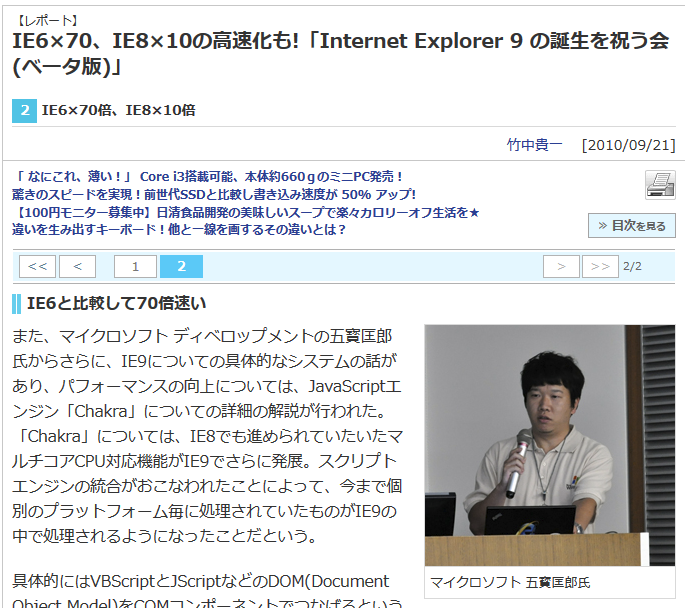 【レポート】
IE6×70、IE8×10の高速化も!「Internet Explorer 9 の誕生を祝う会
(ベータ版)」
2 IE6×70倍、IE8×10倍
竹中貴一 [2010/09/21]
「 なにこれ、薄い！」 Core i3搭載可能、本体約660ｇのミニPC発売！
驚きのスピードを実現！前世代SSDと比較し書き込み速度が 50% アップ!
【100円モニター募集中】日清食品開発の美味しいスープで楽々カロリーオフ生活を★
違いを生み出すキーボード！他と一線を画するその違いとは？
» 目次を見る
<< < 1 2 > >> 2/2
IE6と比較して70倍速い
また、マイクロソフト ディベロップメントの五寳匡郎
氏からさらに、IE9についての具体的なシステムの話が
あり、パフォーマンスの向上については、JavaScriptエ
ンジン「Chakra」についての詳細の解説が行われた。
「Chakra」については、IE8でも進められていたいたマ
ルチコアCPU対応機能がIE9でさらに発展。スクリプト
エンジンの統合がおこなわれたことによって、今まで個
別のプラットフォーム毎に処理されていたものがIE9の
中で処理されるようになったことだという。
マイクロソフト 五寳匡郎氏
具体的にはVBScriptとJScriptなどのDOM(Document
Object Model)をCOMコンポーネントでつなげるという